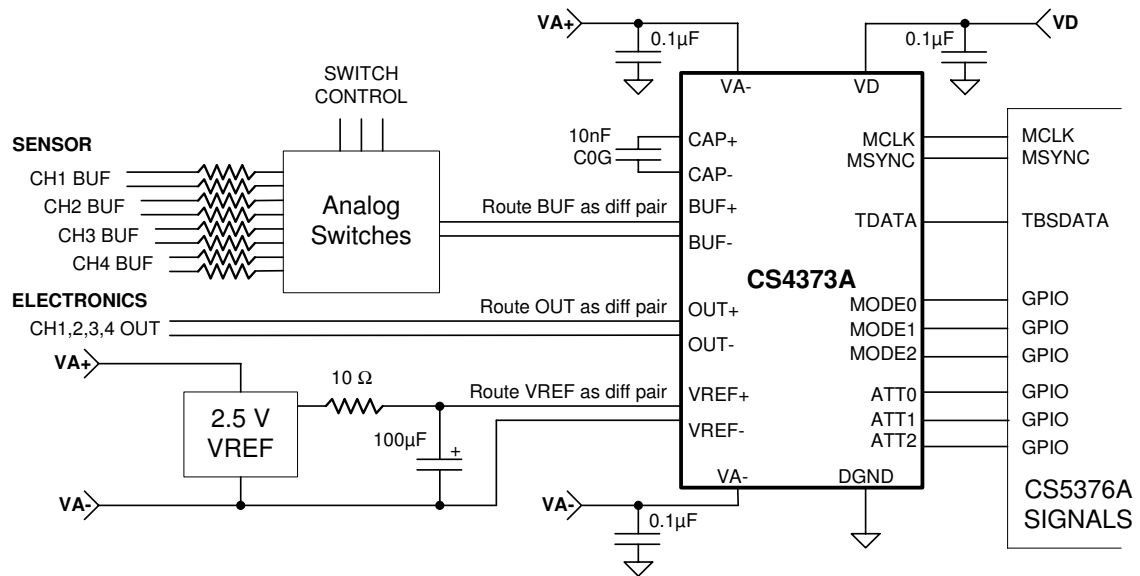 VA+
0.1µF
0.1µF
VD
SWITCH
CONTROL
VA-
VD
SENSOR
CH1 BUF
CH2 BUF
CH3 BUF
CH4 BUF
Analog
Switches
10nF
C0G
CAP+
CAP-
Route BUF as diff pair
BUF+
BUF-
MCLK
MSYNC
TDATA
MCLK
MSYNC
TBSDATA
CS4373A
ELECTRONICS
CH1,2,3,4 OUT
Route OUT as diff pair
OUT+
OUT-
MODE0
MODE1
MODE2
GPIO
GPIO
GPIO
VA+
2.5 V
VREF
10 Ω
100µF
+
Route VREF as diff pair
VREF+
VREF-
ATT0
ATT1
ATT2
GPIO
GPIO
GPIO
VA-
VA-
0.1µF
VA-
DGND
CS5376A
SIGNALS